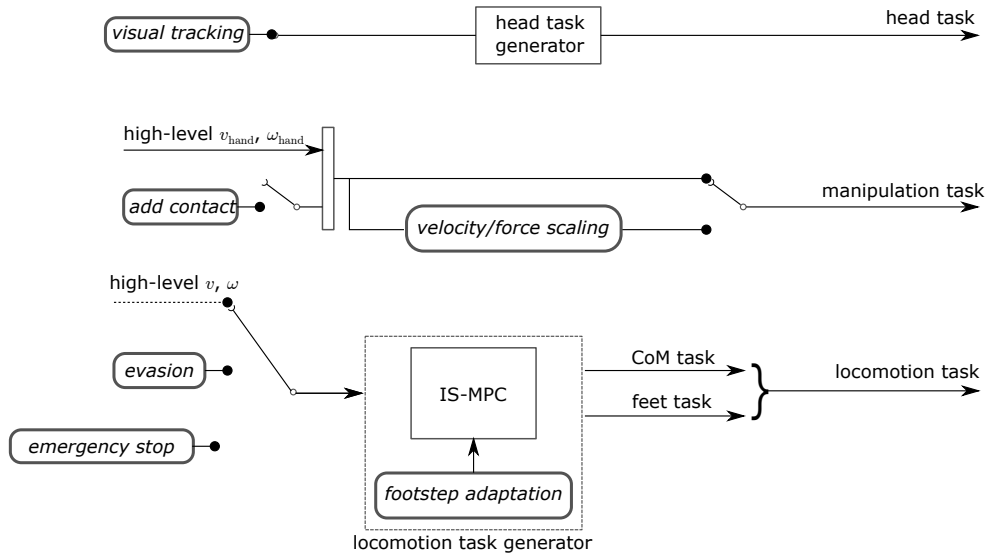 visual tracking
head task
generator
head task
high-level v_hand, ω_hand
add contact
velocity/force scaling
manipulation task
high-level v, ω
evasion
emergency stop
IS-MPC
footstep adaptation
locomotion task generator
CoM task
feet task
locomotion task